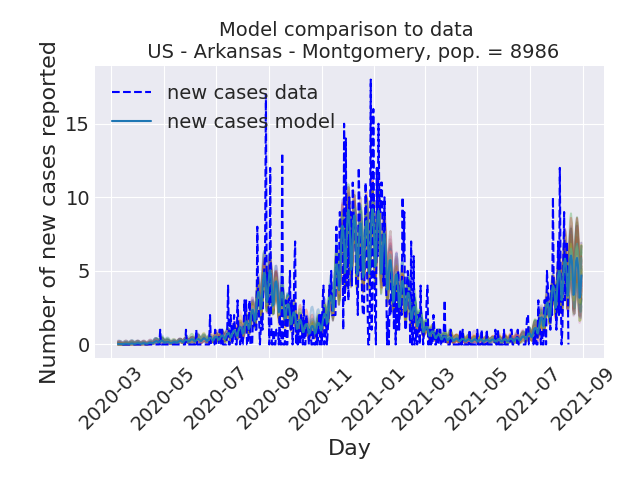 Model comparison to data
US - Arkansas - Montgomery, pop. = 8986
new cases data
new cases model
Number of new cases reported
15
10
5
0
2020-03
2020-05
2020-07
2020-09
2020-11
2021-01
2021-03
2021-05
2021-07
2021-09
Day